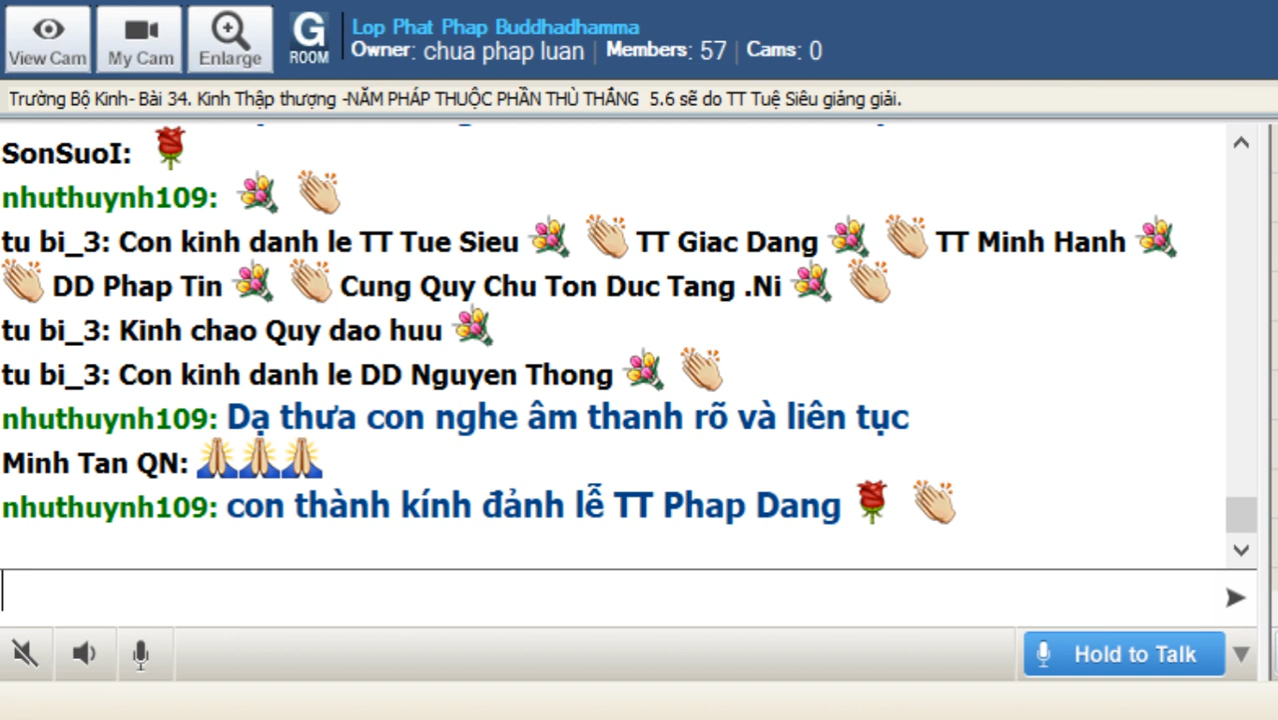 Lop Phat Phap Buddhadhamma
View Cam My Cam Enlarge G ROOM Owner: chua phap luan | Members: 57 | Cams: 0
Trường Bộ Kinh- Bài 34. Kinh Thập thượng -NĂM PHÁP THUỘC PHẦN THÙ THẮNG 5.6 sẽ do TT Tuệ Siêu giảng giải.
SonSuoI:
nhuthuynh109:
tu bi_3: Con kinh danh le TT Tue Sieu TT Giac Dang TT Minh Hanh
DD Phap Tin Cung Quy Chu Ton Duc Tang .Ni
tu bi_3: Kinh chao Quy dao huu
tu bi_3: Con kinh danh le DD Nguyen Thong
nhuthuynh109: Dạ thưa con nghe âm thanh rõ và liên tục
Minh Tan QN:
nhuthuynh109: con thành kính đảnh lễ TT Phap Dang
Hold to Talk